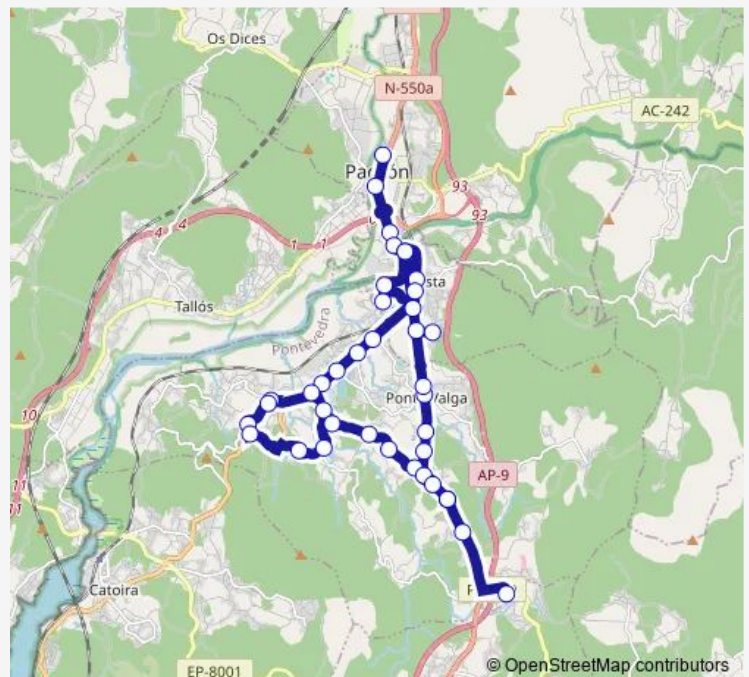 Os Dices
N-550a
AC-242
93
93
4
4
1
1
Tallós
Pontevedra
10
11
11
AP-9
Catoira
EP-8001
© OpenStreetMap contributors